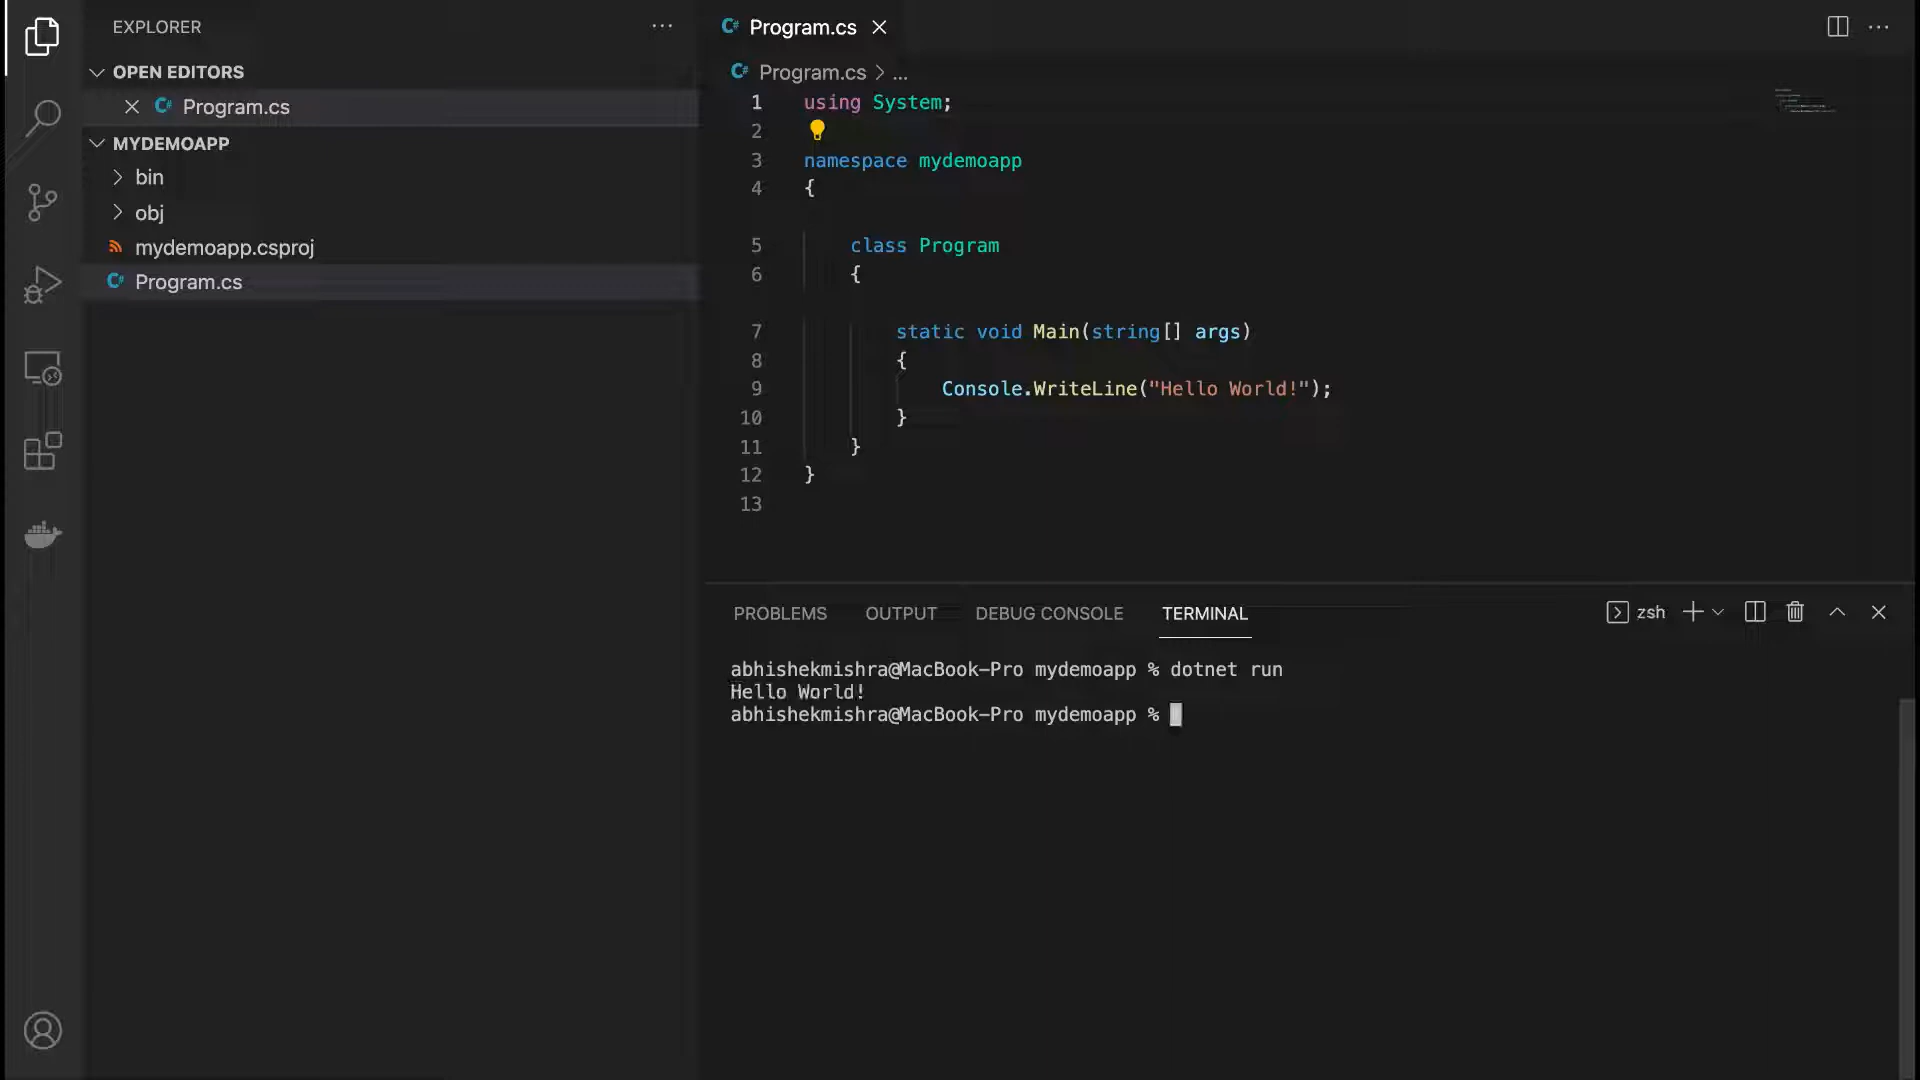 EXPLORER
OPEN EDITORS
Program.cs
MYDEMOAPP
bin
obj
mydemoapp.csproj
Program.cs
Program.cs
Program.cs > ...
1 using System;
2
3 namespace mydemoapp
4 {
5 class Program
6 {
7 static void Main(string[] args)
8 {
9 Console.WriteLine("Hello World!");
10 }
11 }
12 }
13
PROBLEMS OUTPUT DEBUG CONSOLE TERMINAL zsh
abhishekmishra@MacBook-Pro mydemoapp % dotnet run
Hello World!
abhishekmishra@MacBook-Pro mydemoapp %